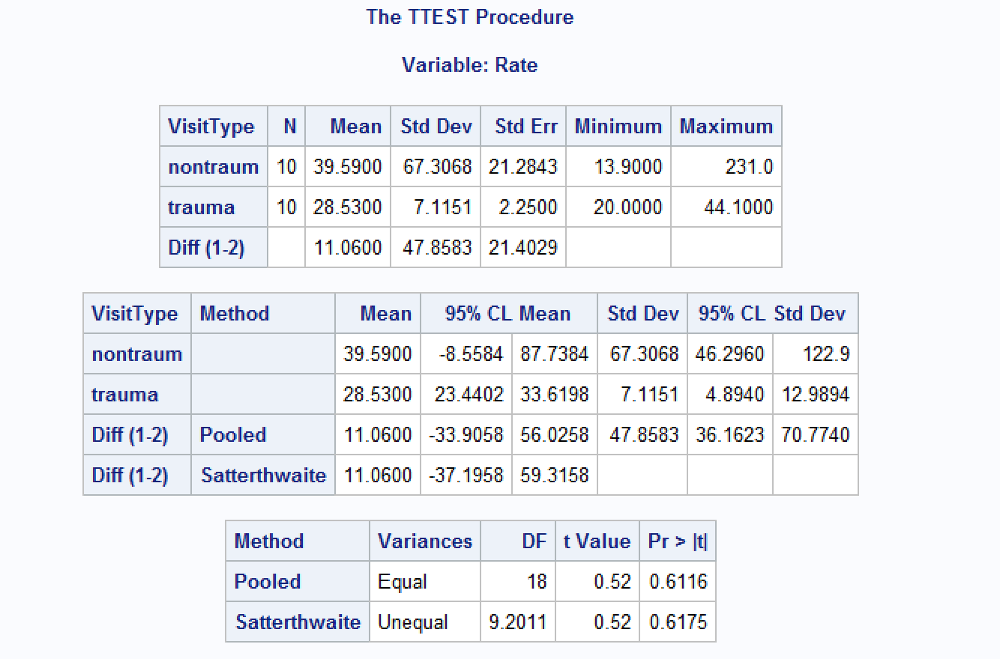 The TTEST Procedure
Variable: Rate
VisitType N Mean Std Dev Std Err Minimum Maximum
nontraum 10 39.5900 67.3068 21.2843 13.9000 231.0
trauma 10 28.5300 7.1151 2.2500 20.0000 44.1000
Diff (1-2) 11.0600 47.8583 21.4029
VisitType Method Mean 95% CL Mean Std Dev 95% CL Std Dev
nontraum 39.5900 -8.5584 87.7384 67.3068 46.2960 122.9
trauma 28.5300 23.4402 33.6198 7.1151 4.8940 12.9894
Diff (1-2) Pooled 11.0600 -33.9058 56.0258 47.8583 36.1623 70.7740
Diff (1-2) Satterthwaite 11.0600 -37.1958 59.3158
Method Variances DF t Value Pr > |t|
Pooled Equal 18 0.52 0.6116
Satterthwaite Unequal 9.2011 0.52 0.6175